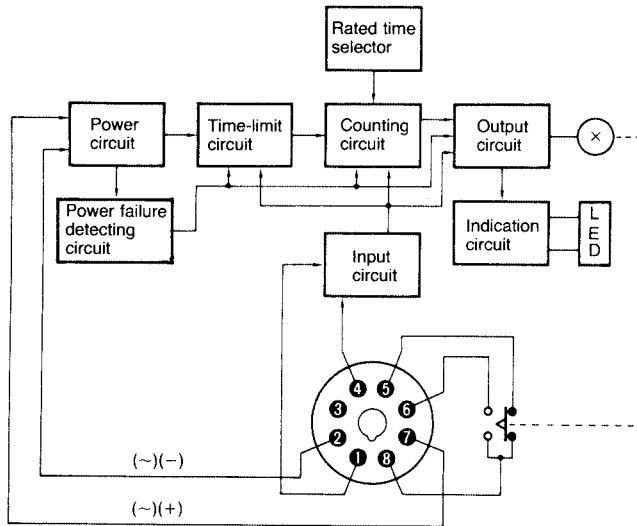 Rated time
selector
Power
circuit
Time-limit
circuit
Counting
circuit
Output
circuit
×
Power failure
detecting
circuit
Input
circuit
Indication
circuit
L
E
D
4
5
3
6
2
7
1
8
(~)(−)
(~)(+)